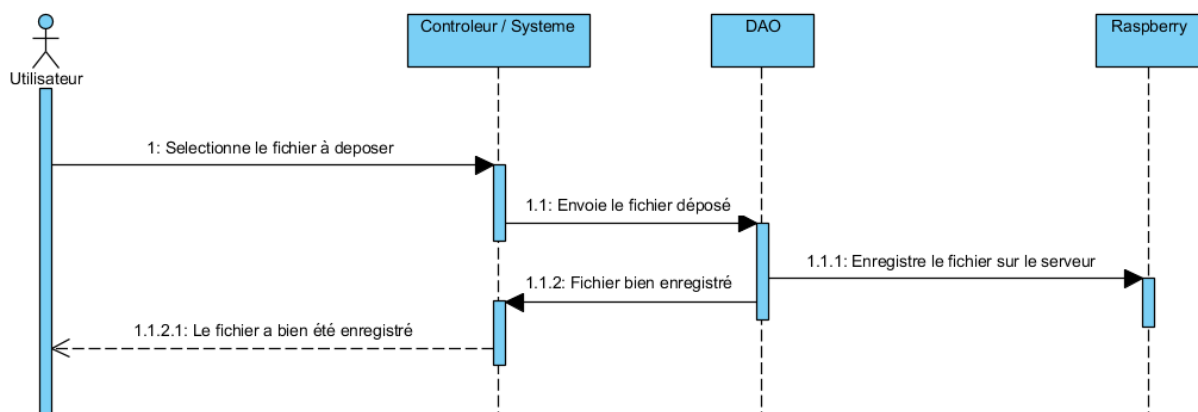 Controleur / Systeme
DAO
Raspberry
Utilisateur
1: Selectionne le fichier à deposer
1.1: Envoie le fichier déposé
1.1.1: Enregistre le fichier sur le serveur
1.1.2: Fichier bien enregistré
1.1.2.1: Le fichier a bien été enregistré